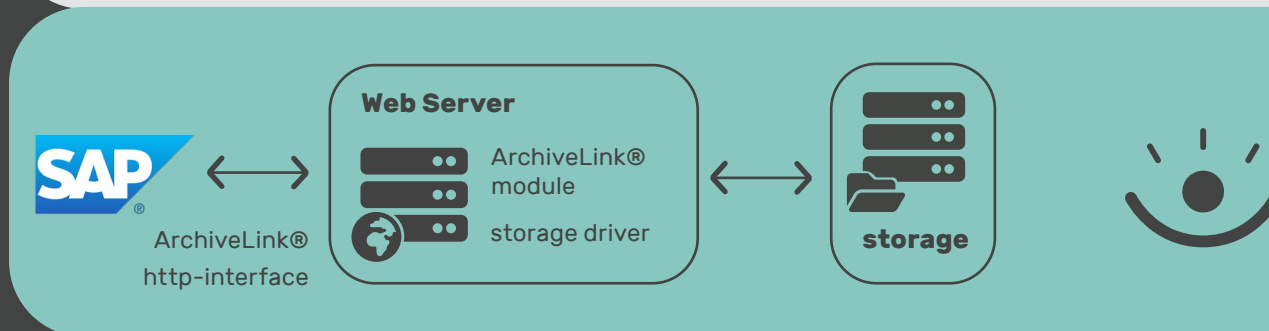 SAP®
ArchiveLink®
http-interface
Web Server
ArchiveLink®
module
storage driver
storage